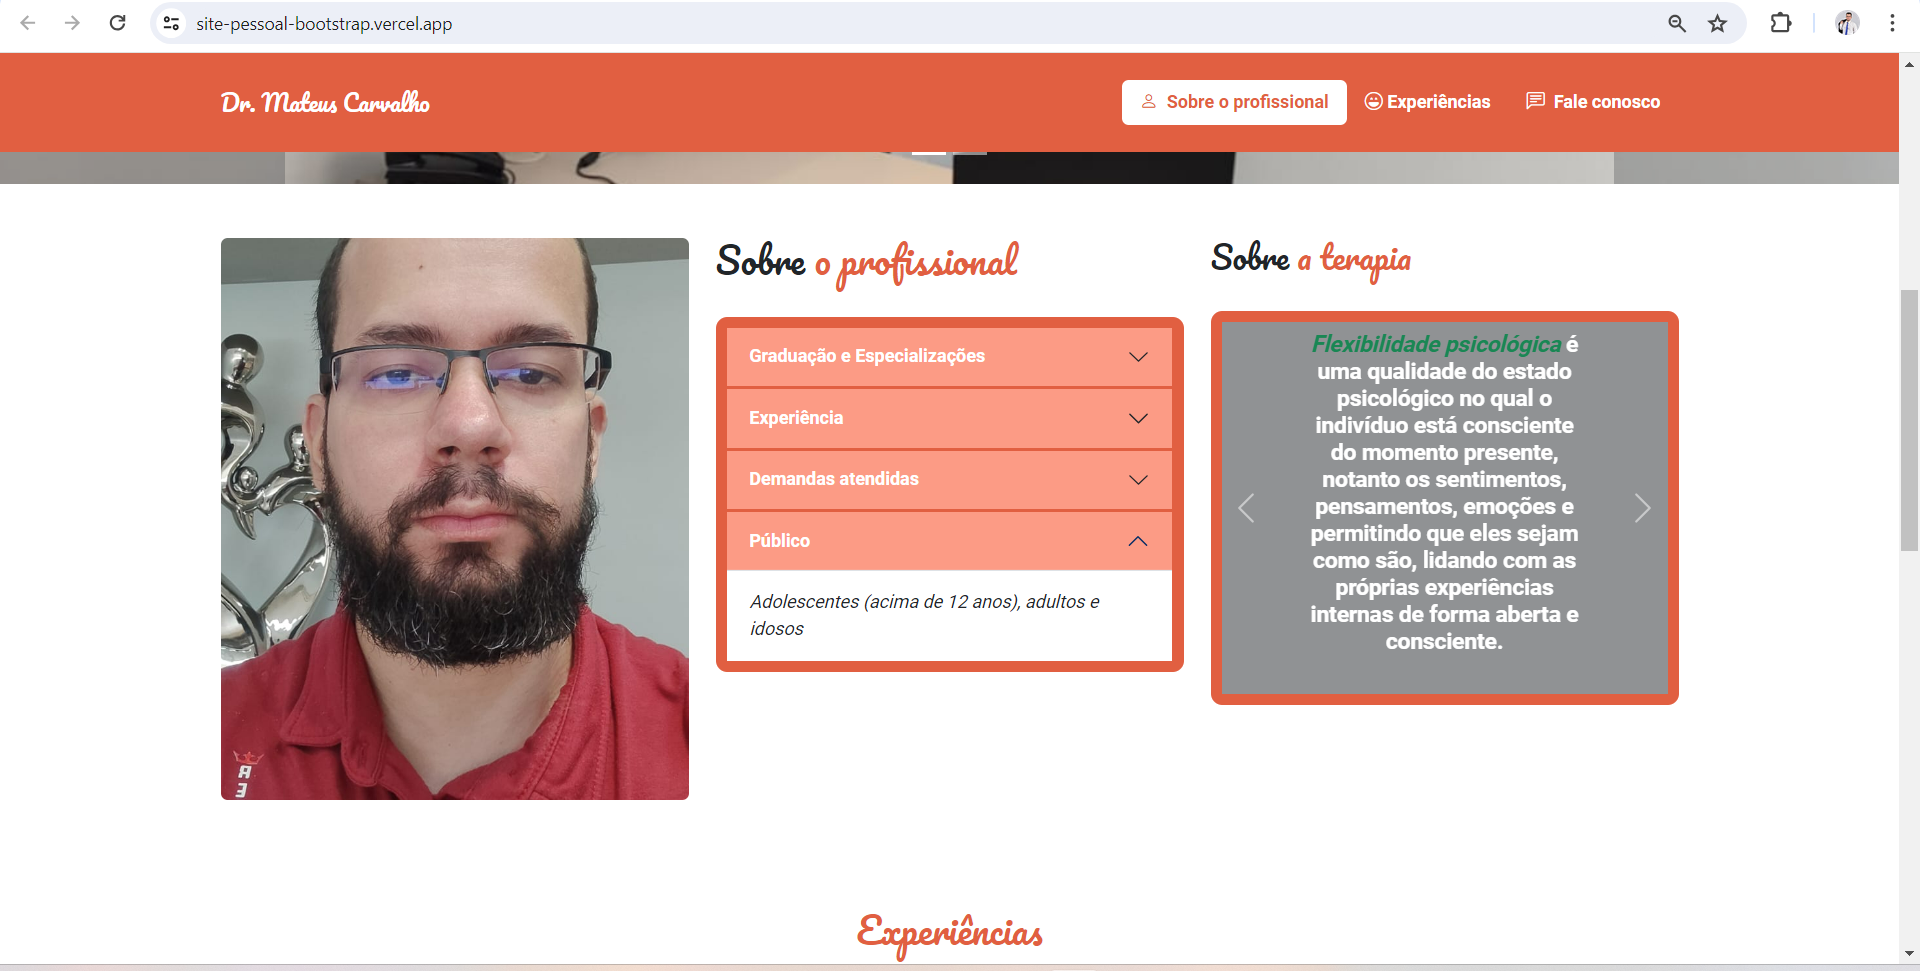 site-pessoal-bootstrap.vercel.app
Dr. Mateus Carvalho
Sobre o profissional
Experiências
Fale conosco
Sobre o profissional
Graduação e Especializações
Experiência
Demandas atendidas
Público
Adolescentes (acima de 12 anos), adultos e
idosos
Sobre a terapia
Flexibilidade psicológica é
uma qualidade do estado
psicológico no qual o
indivíduo está consciente
do momento presente,
notanto os sentimentos,
pensamentos, emoções e
permitindo que eles sejam
como são, lidando com as
próprias experiências
internas de forma aberta e
consciente.
A
3
Experiências